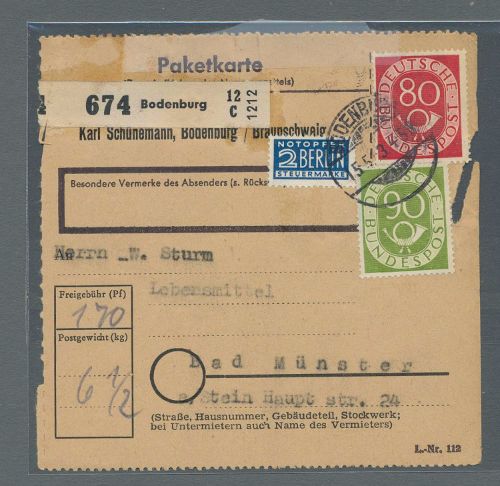 Paketkarte
674 Bodenburg 12 C 1212
Karl Schünemann, Bodenburg / Braunschweig
NOTOPFER
2 BERLIN
STEUERMARKE
DEUTSCHE BUNDESPOST
80
DEUTSCHE BUNDESPOST
90
Besondere Vermerke des Absenders (s. Rücks
An
Herrn W. Sturm
Lebensmittel
Freigebühr (Pf)
170
Postgewicht (kg)
6 1/2
Bad Münster
a/Stein Haupt str. 24
(Straße, Hausnummer, Gebäudeteil, Stockwerk;
bei Untermietern auch Name des Vermieters)
L.-Nr. 112